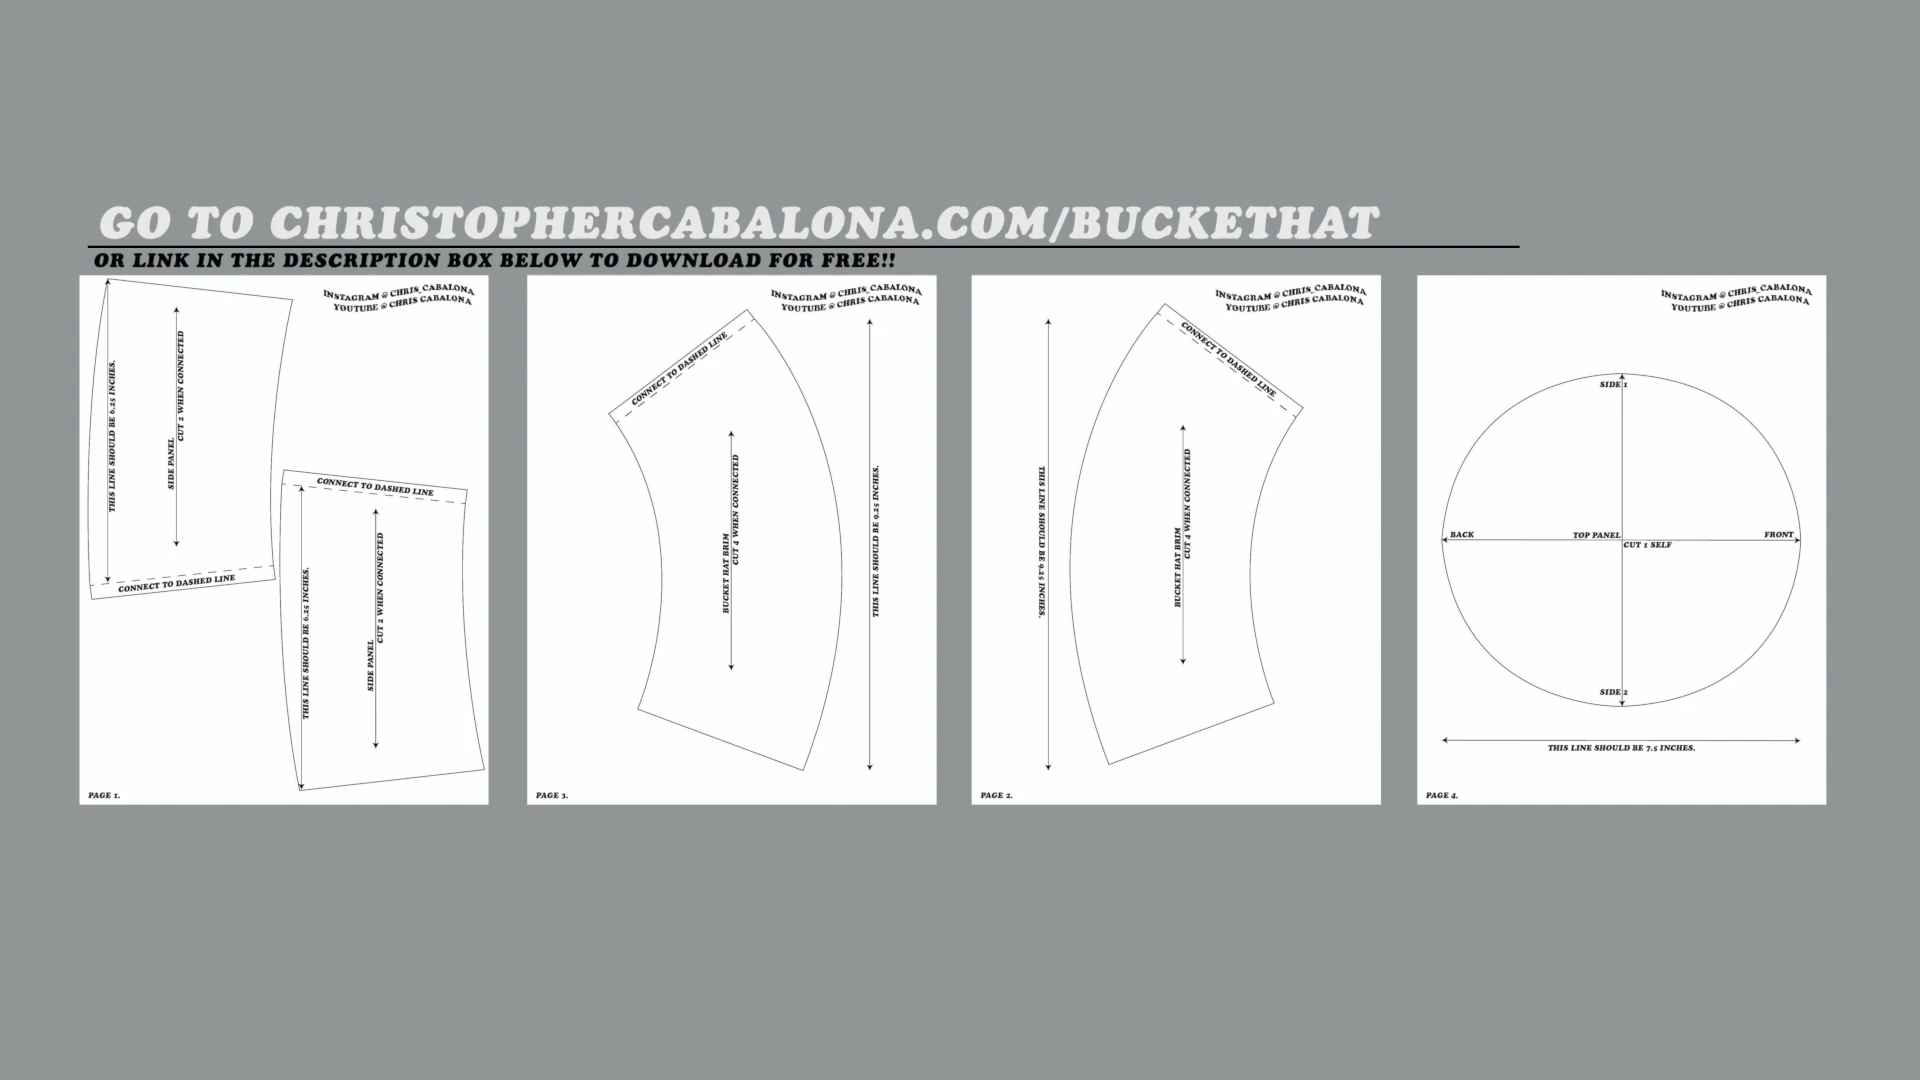 GO TO CHRISTOPHERCABALONA.COM/BUCKETHAT
OR LINK IN THE DESCRIPTION BOX BELOW TO DOWNLOAD FOR FREE!!
INSTAGRAM @ CHRIS_CABALONA
YOUTUBE @ CHRIS CABALONA
THIS LINE SHOULD BE 6.25 INCHES.
SIDE PANEL
CUT 2 WHEN CONNECTED
CONNECT TO DASHED LINE
CONNECT TO DASHED LINE
THIS LINE SHOULD BE 6.25 INCHES.
SIDE PANEL
CUT 2 WHEN CONNECTED
PAGE 1.
INSTAGRAM @ CHRIS_CABALONA
YOUTUBE @ CHRIS CABALONA
CONNECT TO DASHED LINE
BUCKET HAT BRIM
CUT 4 WHEN CONNECTED
THIS LINE SHOULD BE 9.25 INCHES.
PAGE 3.
INSTAGRAM @ CHRIS_CABALONA
YOUTUBE @ CHRIS CABALONA
CONNECT TO DASHED LINE
THIS LINE SHOULD BE 9.25 INCHES.
BUCKET HAT BRIM
CUT 4 WHEN CONNECTED
PAGE 2.
INSTAGRAM @ CHRIS_CABALONA
YOUTUBE @ CHRIS CABALONA
SIDE 1
BACK
TOP PANEL
FRONT
CUT 1 SELF
SIDE 2
THIS LINE SHOULD BE 7.5 INCHES.
PAGE 4.